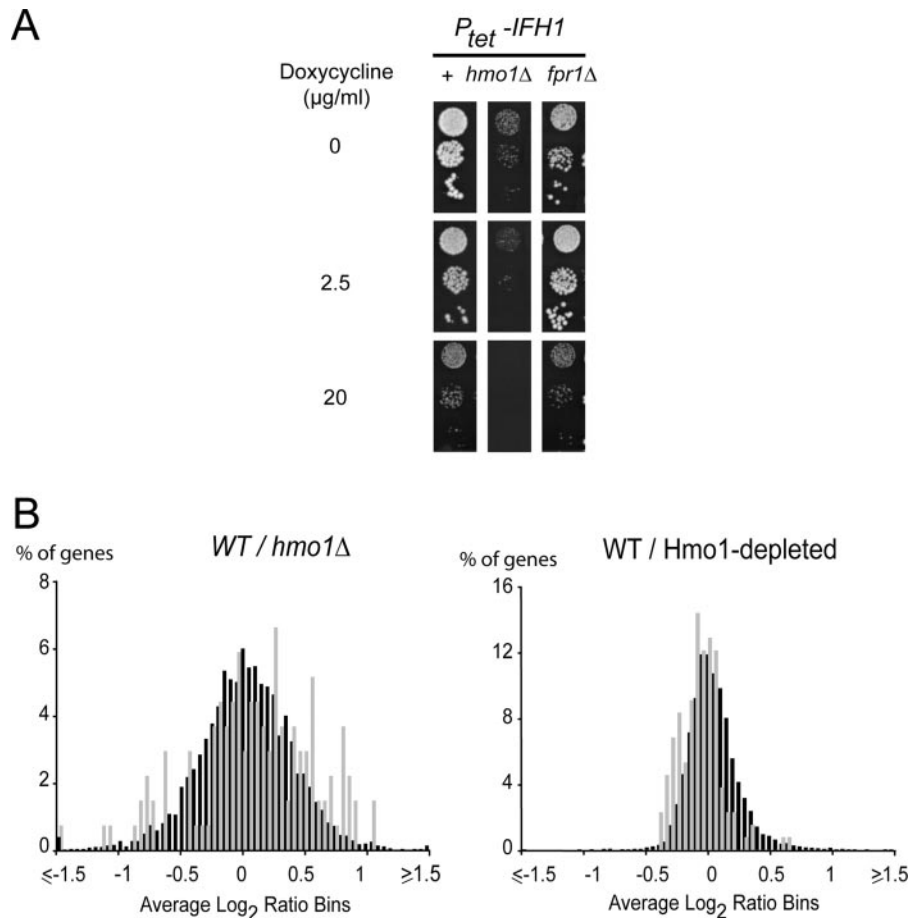 A
Ptet -IFH1
Doxycycline
(µg/ml)
+ hmo1Δ fpr1Δ
0
2.5
20
B
% of genes
WT / hmo1Δ
8
6
4
2
0
⩽-1.5 -1 -0.5 0 0.5 1 ⩾1.5
Average Log2 Ratio Bins
% of genes
WT / Hmo1-depleted
16
12
8
4
0
⩽-1.5 -1 -0.5 0 0.5 1 ⩾1.5
Average Log2 Ratio Bins